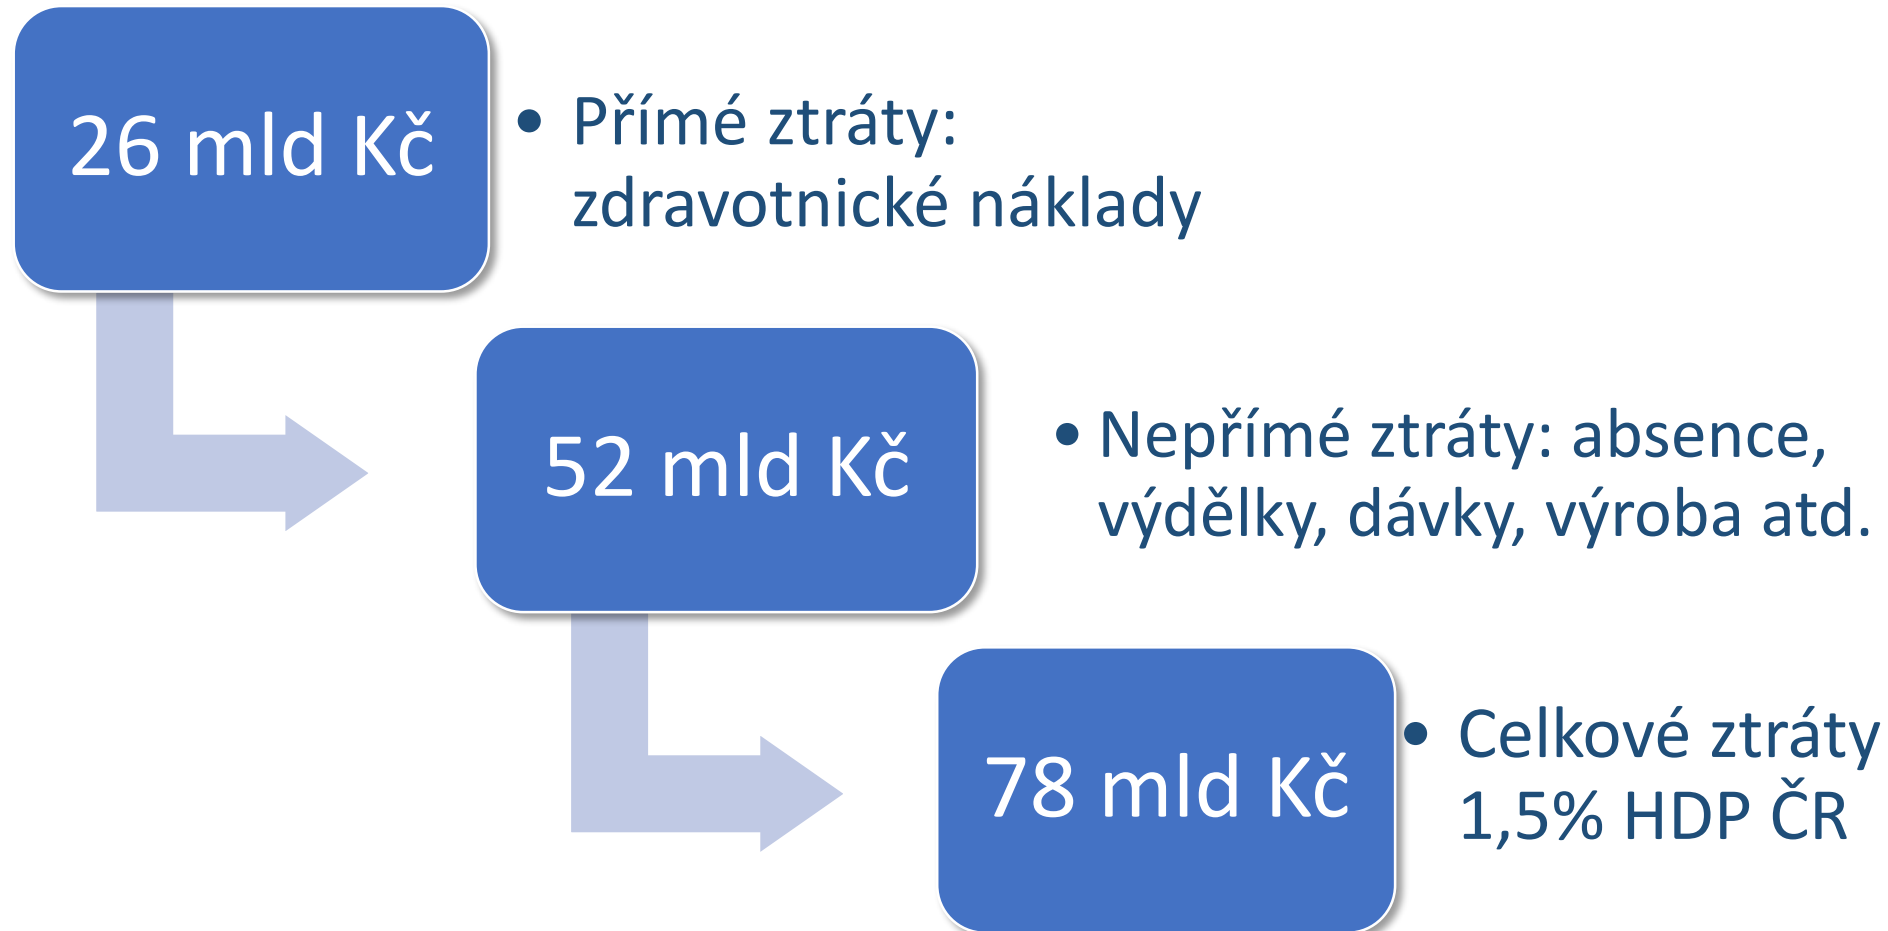 26 mld Kč
• Přímé ztráty:
zdravotnické náklady
52 mld Kč
• Nepřímé ztráty: absence,
výdělky, dávky, výroba atd.
78 mld Kč
• Celkové ztráty
1,5% HDP ČR